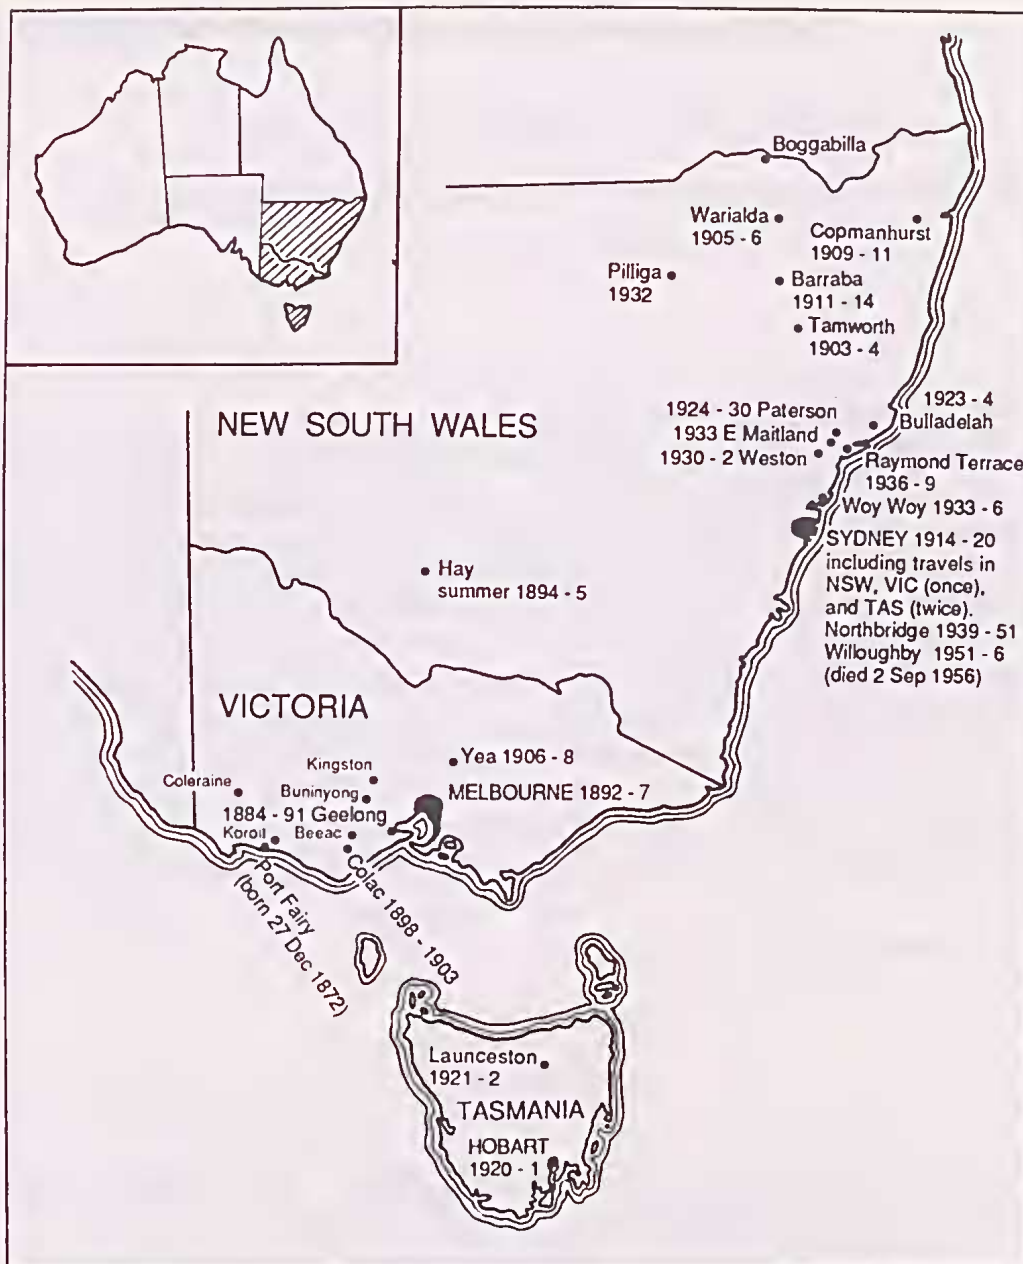 Boggabilla
Warialda
1905 - 6
Copmanhurst
1909 - 11
Pilliga
1932
Barraba
1911 - 14
Tamworth
1903 - 4
NEW SOUTH WALES
1923 - 4
Bulladelah
1924 - 30 Paterson
1933 E Maitland
1930 - 2 Weston
Raymond Terrace
1936 - 9
Woy Woy 1933 - 6
SYDNEY 1914 - 20
including travels in
NSW, VIC (once),
and TAS (twice).
Northbridge 1939 - 51
Willoughby 1951 - 6
(died 2 Sep 1956)
Hay
summer 1894 - 5
VICTORIA
Yea 1906 - 8
Kingston
Coleraine
Buninyong
MELBOURNE 1892 - 7
1884 - 91 Geelong
Koroit
Beeac
Port Fairy
(born 27 Dec 1872)
Colac 1898 - 1903
Launceston
1921 - 2
TASMANIA
HOBART
1920 - 1